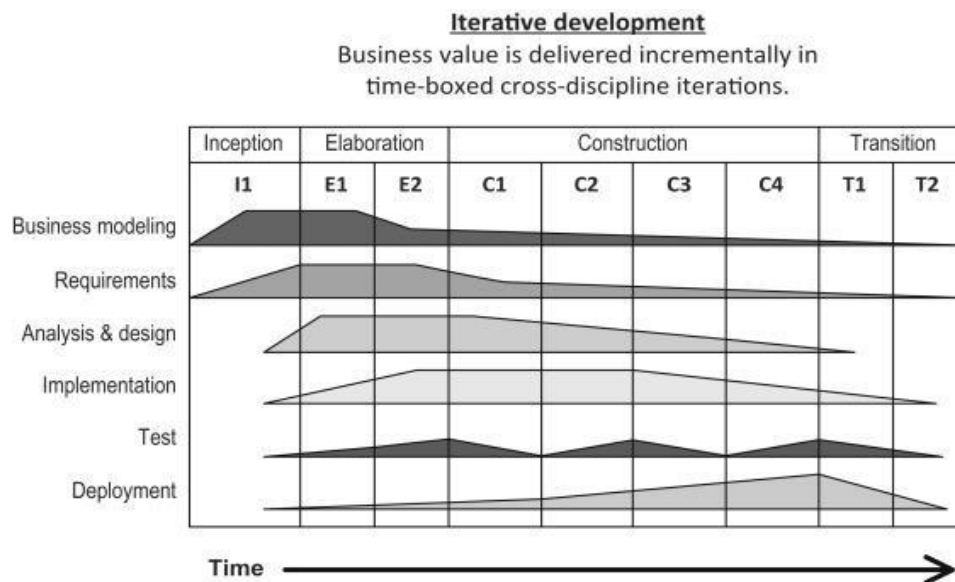 Iterative development
Business value is delivered incrementally in
time-boxed cross-discipline iterations.
Inception Elaboration Construction Transition
I1 E1 E2 C1 C2 C3 C4 T1 T2
Business modeling
Requirements
Analysis & design
Implementation
Test
Deployment
Time